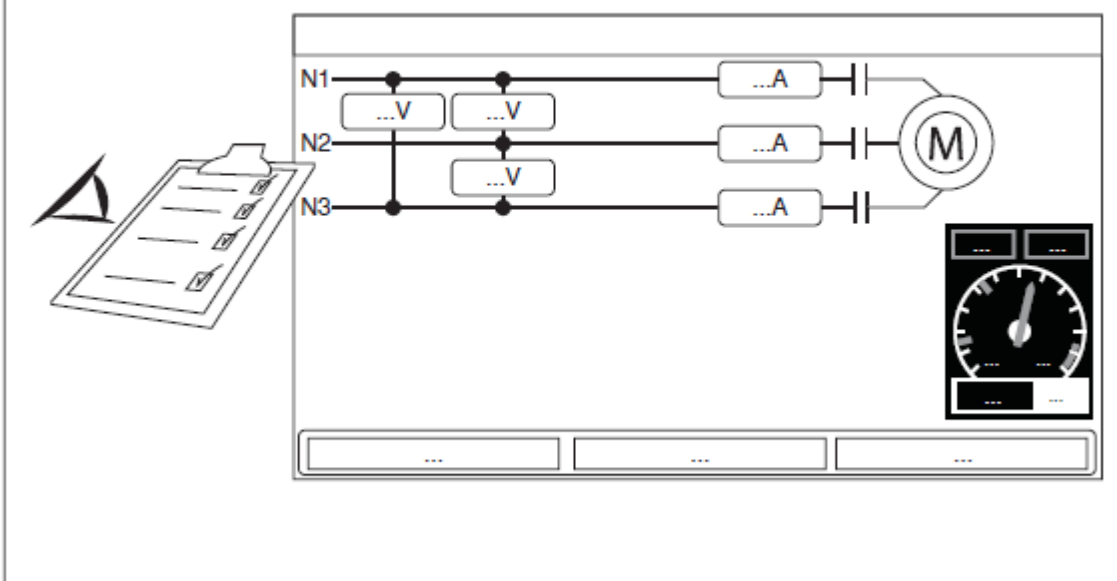 N1 ...A
...V ...V
N2 ...A M
...V
N3 ...A
--- ---
--- ---
--- ---
... ... ...